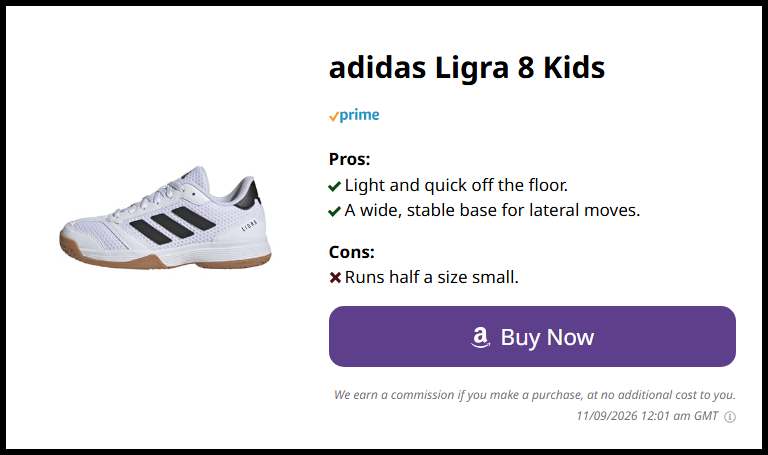 adidas Ligra 8 Kids
prime
Pros:
Light and quick off the floor.
A wide, stable base for lateral moves.
Cons:
Runs half a size small.
Buy Now
We earn a commission if you make a purchase, at no additional cost to you.
11/09/2026 12:01 am GMT
LIGRA